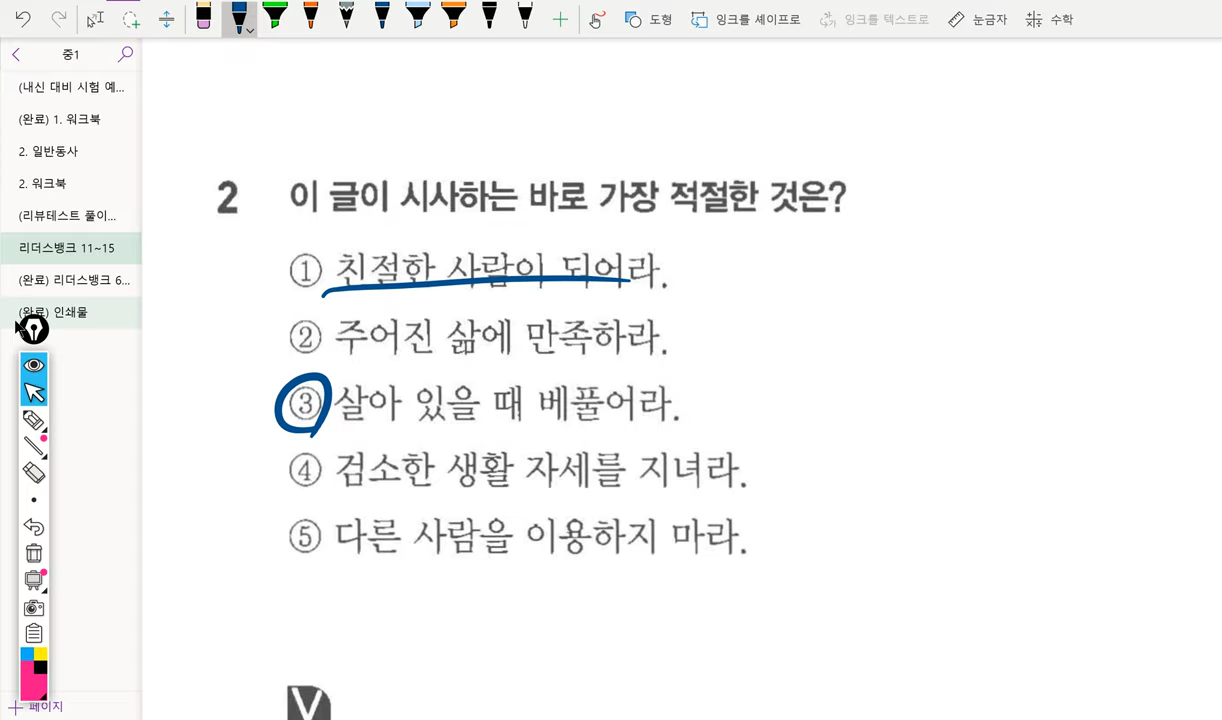 도형
잉크를 셰이프로
잉크를 텍스트로
눈금자
수학
중1
(내신 대비 시험 예...
(완료) 1. 워크북
2. 일반동사
2. 워크북
(리뷰테스트 풀이...
리더스뱅크 11~15
(완료) 리더스뱅크 6...
(완료) 인쇄물
페이지
2 이 글이 시사하는 바로 가장 적절한 것은?
① 친절한 사람이 되어라.
② 주어진 삶에 만족하라.
③ 살아 있을 때 베풀어라.
④ 검소한 생활 자세를 지녀라.
⑤ 다른 사람을 이용하지 마라.